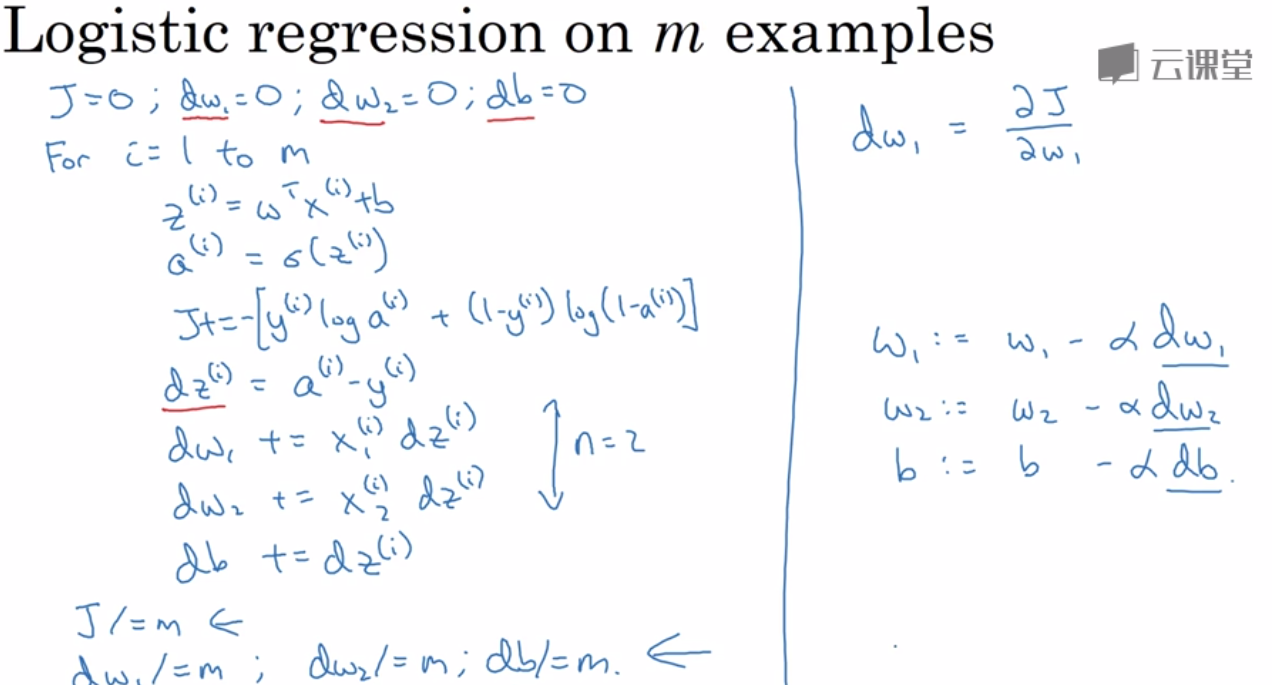 Logistic regression on m examples
云课堂
J=0 ; dw₁=0 ; dw₂=0 ; db=0
For i=1 to m
z⁽ⁱ⁾ = wᵀx⁽ⁱ⁾+b
a⁽ⁱ⁾ = σ(z⁽ⁱ⁾)
J+=-[y⁽ⁱ⁾ log a⁽ⁱ⁾ + (1-y⁽ⁱ⁾) log(1-a⁽ⁱ⁾)]
dz⁽ⁱ⁾ = a⁽ⁱ⁾-y⁽ⁱ⁾
dw₁ += x₁⁽ⁱ⁾ dz⁽ⁱ⁾
dw₂ += x₂⁽ⁱ⁾ dz⁽ⁱ⁾
n=2
db += dz⁽ⁱ⁾
J/=m ←
dw₁/=m ; dw₂/=m ; db/=m. ←
dw₁ = ∂J/∂w₁
w₁ := w₁ - α dw₁
w₂ := w₂ - α dw₂
b := b - α db.